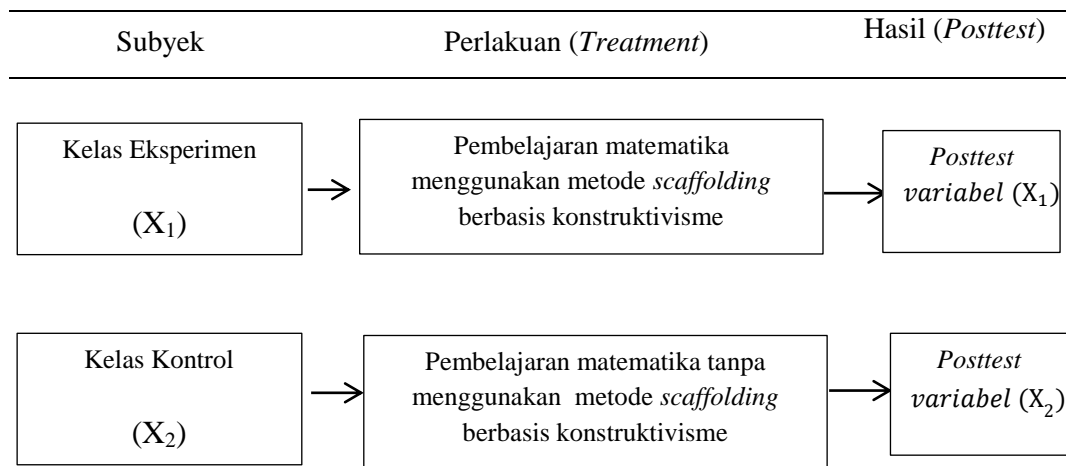 Subyek
Perlakuan (Treatment)
Hasil (Posttest)
Kelas Eksperimen
(X₁)
Pembelajaran matematika
menggunakan metode scaffolding
berbasis konstruktivisme
Posttest
variabel (X₁)
Kelas Kontrol
(X₂)
Pembelajaran matematika tanpa
menggunakan metode scaffolding
berbasis konstruktivisme
Posttest
variabel (X₂)